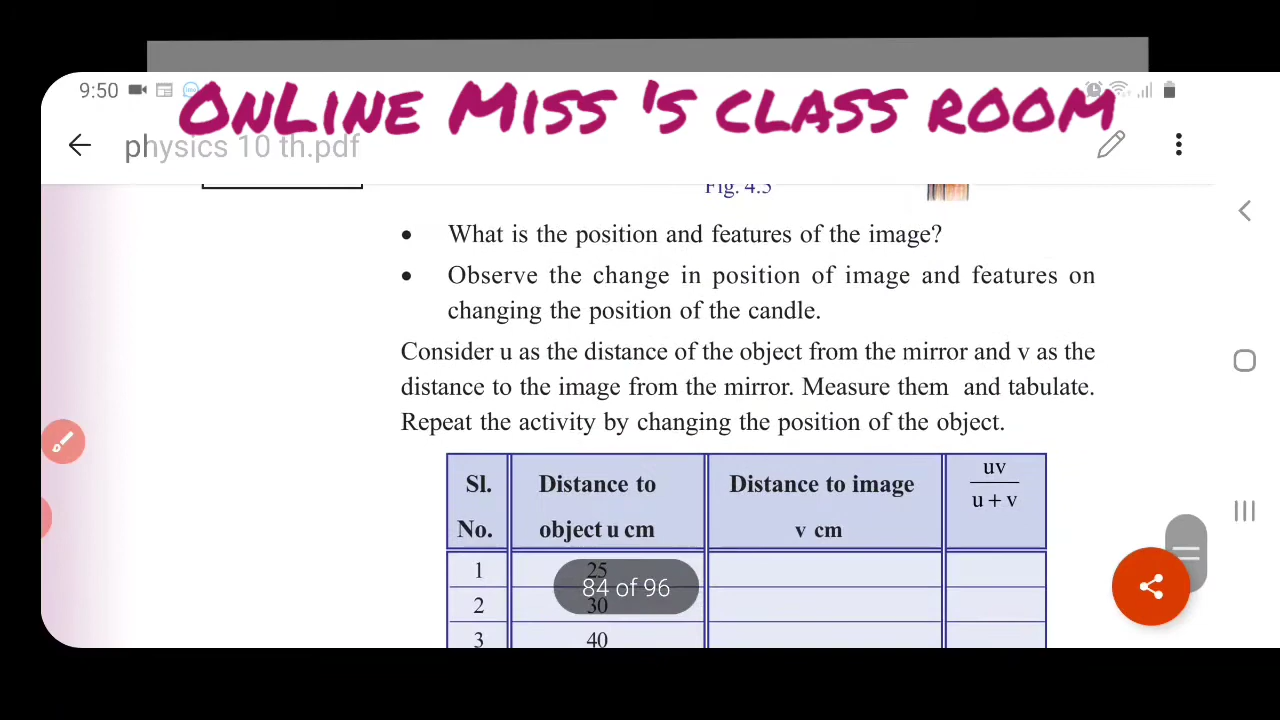 OnLine Miss 's class room
9:50
physics 10 th.pdf
Fig. 4.3
• What is the position and features of the image?
• Observe the change in position of image and features on
changing the position of the candle.
Consider u as the distance of the object from the mirror and v as the
distance to the image from the mirror. Measure them and tabulate.
Repeat the activity by changing the position of the object.
Sl. No. Distance to object u cm Distance to image v cm uv / u + v
1 25
84 of 96
2 30
3 40